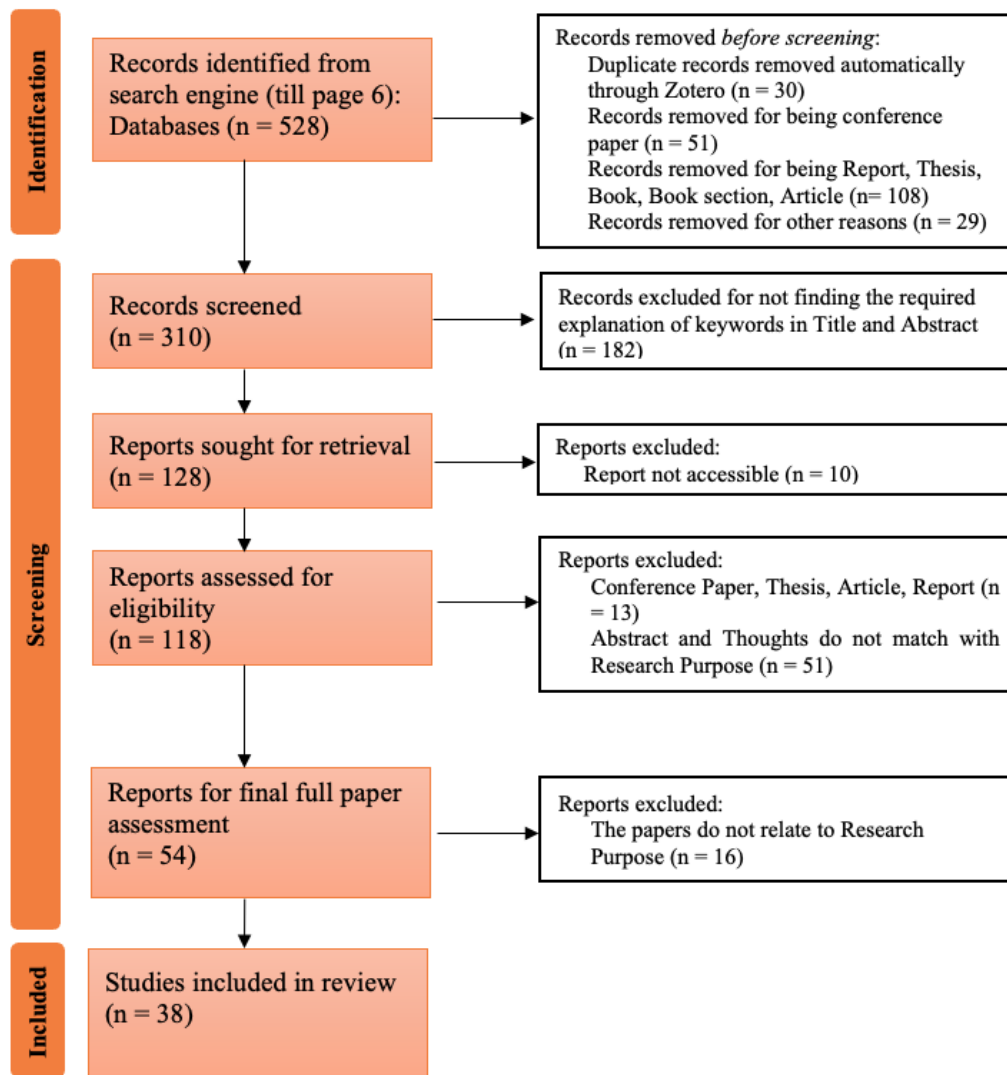 Identification
Records identified from
search engine (till page 6):
Databases (n = 528)
Records removed before screening:
Duplicate records removed automatically
through Zotero (n = 30)
Records removed for being conference
paper (n = 51)
Records removed for being Report, Thesis,
Book, Book section, Article (n= 108)
Records removed for other reasons (n = 29)
Screening
Records screened
(n = 310)
Records excluded for not finding the required
explanation of keywords in Title and Abstract
(n = 182)
Reports sought for retrieval
(n = 128)
Reports excluded:
Report not accessible (n = 10)
Reports assessed for
eligibility
(n = 118)
Reports excluded:
Conference Paper, Thesis, Article, Report (n
= 13)
Abstract and Thoughts do not match with
Research Purpose (n = 51)
Reports for final full paper
assessment
(n = 54)
Reports excluded:
The papers do not relate to Research
Purpose (n = 16)
Included
Studies included in review
(n = 38)